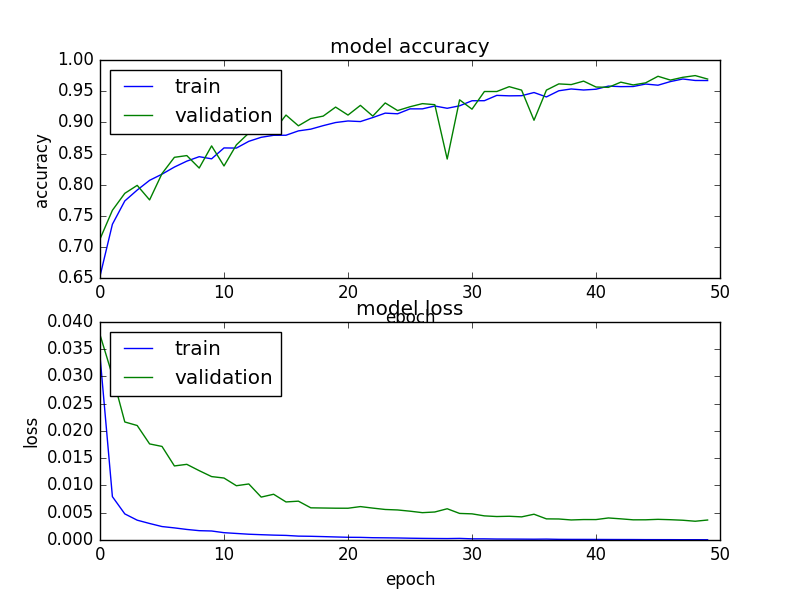 model accuracy
1.00
0.95
0.90
0.85
0.80
0.75
0.70
0.65
accuracy
train
validation
0 10 20 30 40 50
epoch
model loss
0.040
0.035
0.030
0.025
0.020
0.015
0.010
0.005
0.000
loss
train
validation
0 10 20 30 40 50
epoch